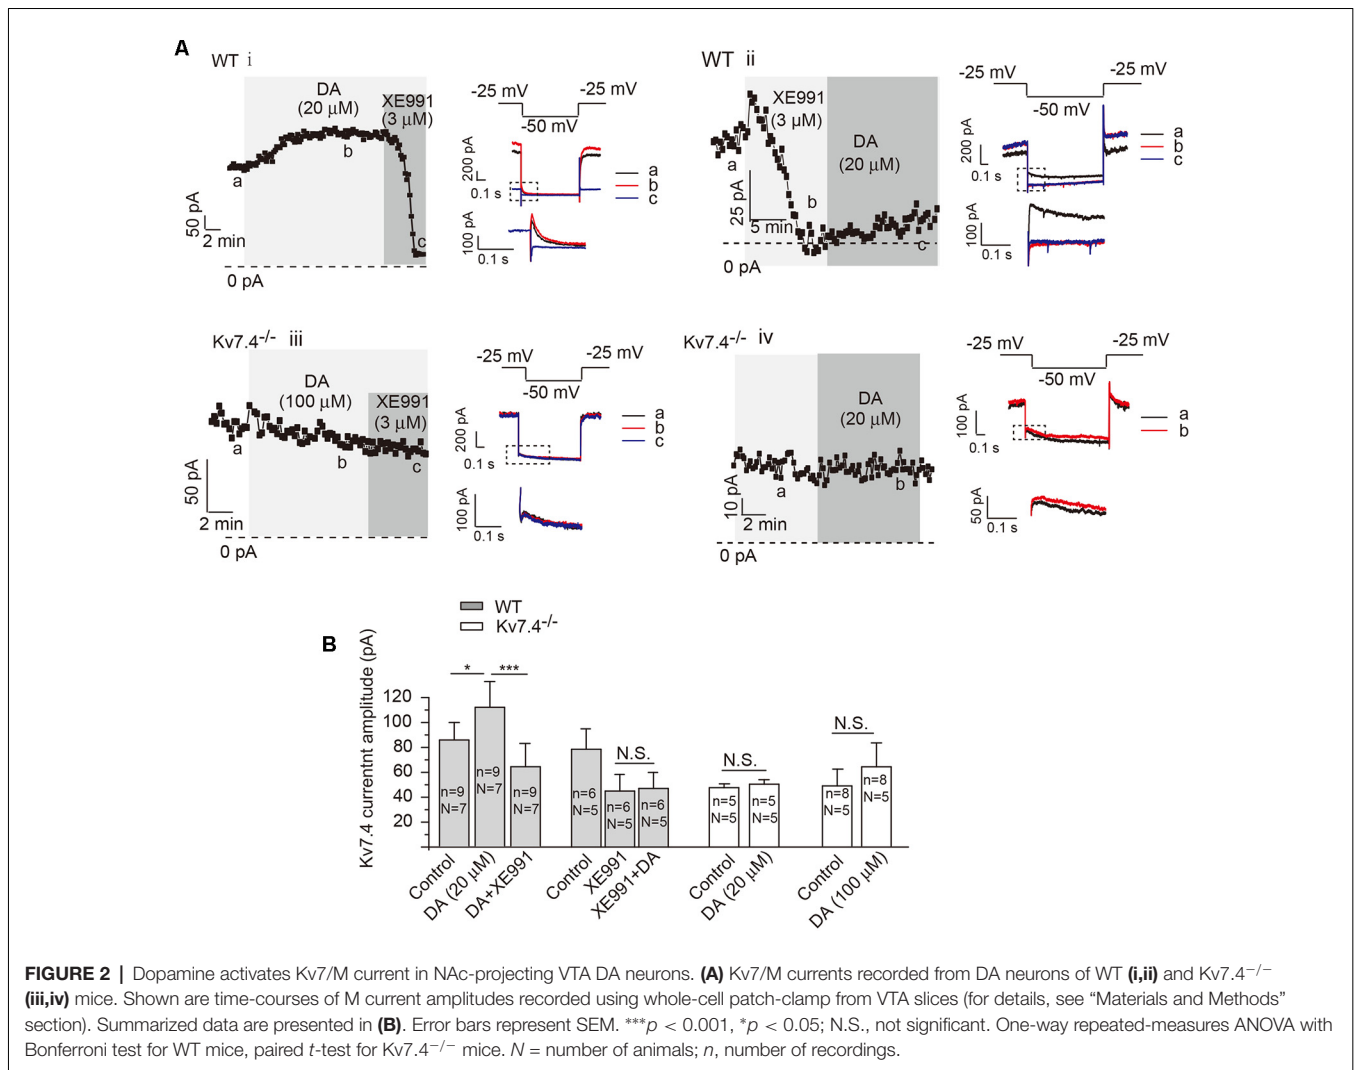 A
WT i
DA
(20 μM)
XE991
(3 μM)
a
b
c
50 pA
2 min
0 pA
-25 mV
-25 mV
-50 mV
200 pA
0.1 s
a
b
c
100 pA
0.1 s
WT ii
XE991
(3 μM)
DA
(20 μM)
a
b
c
25 pA
5 min
0 pA
-25 mV
-25 mV
-50 mV
200 pA
0.1 s
a
b
c
100 pA
0.1 s
Kv7.4-/- iii
DA
(100 μM)
XE991
(3 μM)
a
b
c
50 pA
2 min
0 pA
-25 mV
-25 mV
-50 mV
200 pA
0.1 s
a
b
c
100 pA
0.1 s
Kv7.4-/- iv
DA
(20 μM)
a
b
10 pA
2 min
0 pA
-25 mV
-25 mV
-50 mV
100 pA
0.1 s
a
b
50 pA
0.1 s
WT
Kv7.4-/-
B
Kv7.4 currentnt amplitude (pA)
120
100
80
60
40
20
* ***
N.S.
N.S.
N.S.
n=9
N=7
n=9
N=7
n=9
N=7
n=6
N=5
n=6
N=5
n=6
N=5
n=5
N=5
n=5
N=5
n=8
N=5
n=8
N=5
Control
DA (20 μM)
DA+XE991
Control
XE991
XE991+DA
Control
DA (20 μM)
Control
DA (100 μM)
FIGURE 2 | Dopamine activates Kv7/M current in NAc-projecting VTA DA neurons. (A) Kv7/M currents recorded from DA neurons of WT (i,ii) and Kv7.4−/−
(iii,iv) mice. Shown are time-courses of M current amplitudes recorded using whole-cell patch-clamp from VTA slices (for details, see “Materials and Methods”
section). Summarized data are presented in (B). Error bars represent SEM. ***p < 0.001, *p < 0.05; N.S., not significant. One-way repeated-measures ANOVA with
Bonferroni test for WT mice, paired t-test for Kv7.4−/− mice. N = number of animals; n, number of recordings.